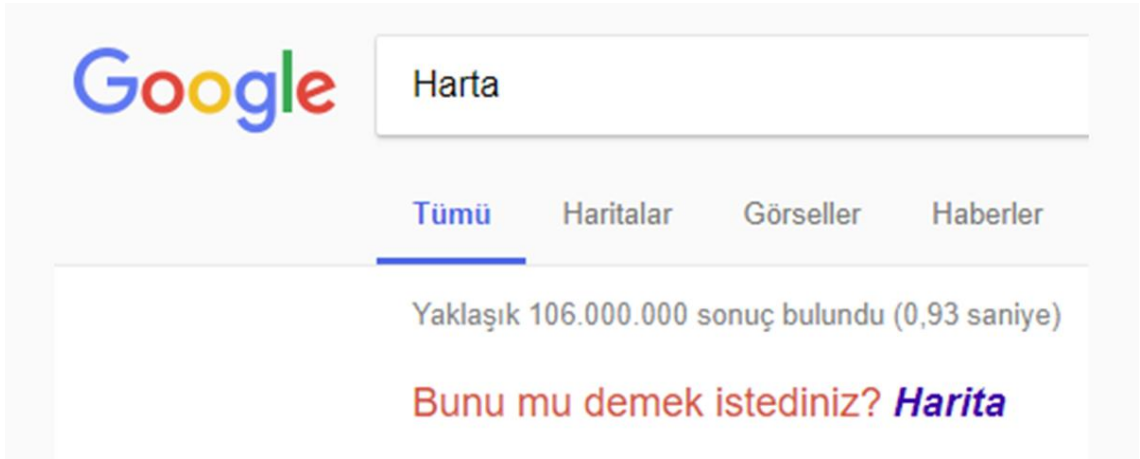 Google Harta
Tümü Haritalar Görseller Haberler
Yaklaşık 106.000.000 sonuç bulundu (0,93 saniye)
Bunu mu demek istediniz? Harita